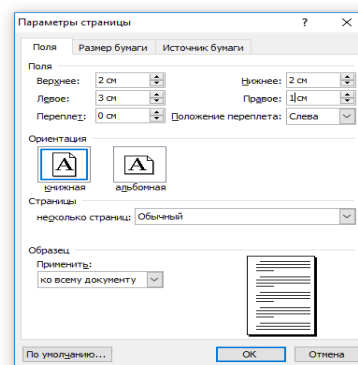 Параметры страницы ? ×
Поля Размер бумаги Источник бумаги
Поля
Верхнее: 2 см Нижнее: 2 см
Левое: 3 см Правое: 1 см
Переплет: 0 см Положение переплета: Слева
Ориентация
A A
книжная альбомная
Страницы
несколько страниц: Обычный
Образец
Применить:
ко всему документу
По умолчанию... ОК Отмена